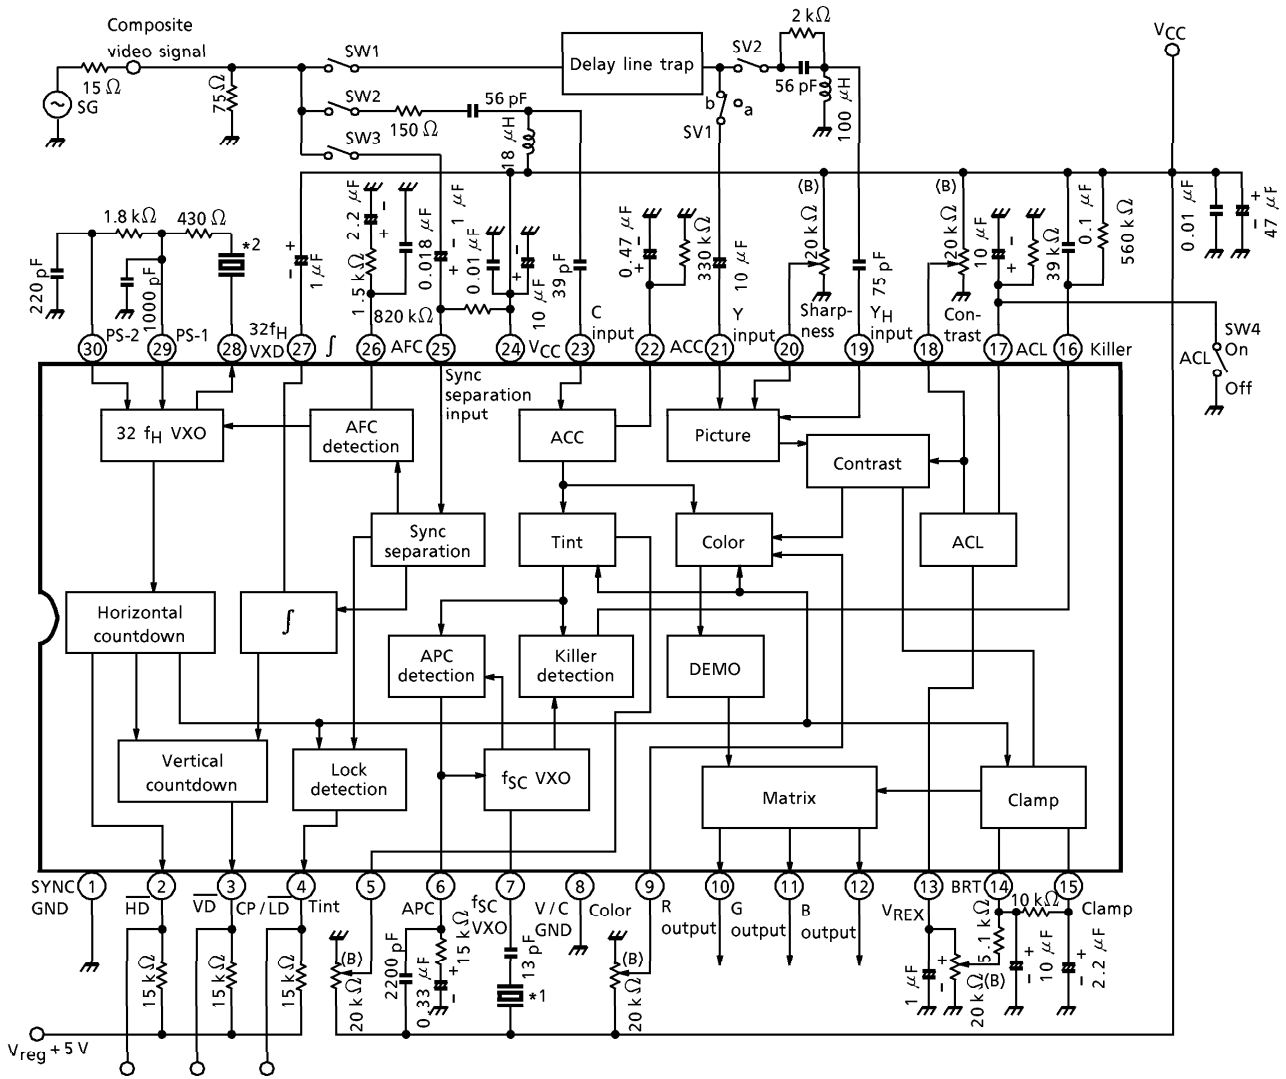 Composite
video signal
15 Ω
SG
75 Ω
SW1
SW2
SW3
150 Ω
56 pF
18 μH
Delay line trap
SV2
b
a
SV1
2 kΩ
56 pF
100 μH
VCC
1.8 kΩ
430 Ω
*2
220 pF
1000 pF
+
-
1 μF
2.2 μF
-
+
1.5 kΩ
0.018 μF
820 kΩ
1 μF
-
+
0.01 μF
-
+
10 μF
39 pF
0.47 μF
-
+
330 kΩ
10 μF
(B)
20 kΩ
75 pF
(B)
20 kΩ
10 μF
-
+
39 kΩ
0.1 μF
560 kΩ
0.01 μF
+
-
47 μF
C
input
Y
input
Sharp-
ness
YH
input
Con-
trast
SW4
On
ACL
Off
30 PS-2 29 PS-1 28 32fH VXD 27 ∫ 26 AFC 25 24 VCC 23 22 ACC 21 20 19 18 17 ACL 16 Killer
Sync
separation
input
32 fH VXO
AFC
detection
ACC
Picture
Contrast
Sync
separation
Tint
Color
ACL
Horizontal
countdown
∫
APC
detection
Killer
detection
DEMO
Vertical
countdown
Lock
detection
fSC VXO
Matrix
Clamp
SYNC
GND
1 2 3 4 5 6 7 8 9 10 11 12 13 14 15
HD
VD
CP / LD
Tint
APC
fSC
VXO
V / C
GND
Color
R
output
G
output
B
output
VREX
BRT
Clamp
10 kΩ
5.1 kΩ
15 kΩ
15 kΩ
15 kΩ
(B)
20 kΩ
2200 pF
15 kΩ
0.33 μF
+
-
13 pF
*1
(B)
20 kΩ
1 μF
+
-
20 kΩ
(B)
+
-
10 μF
+
-
2.2 μF
Vreg + 5 V